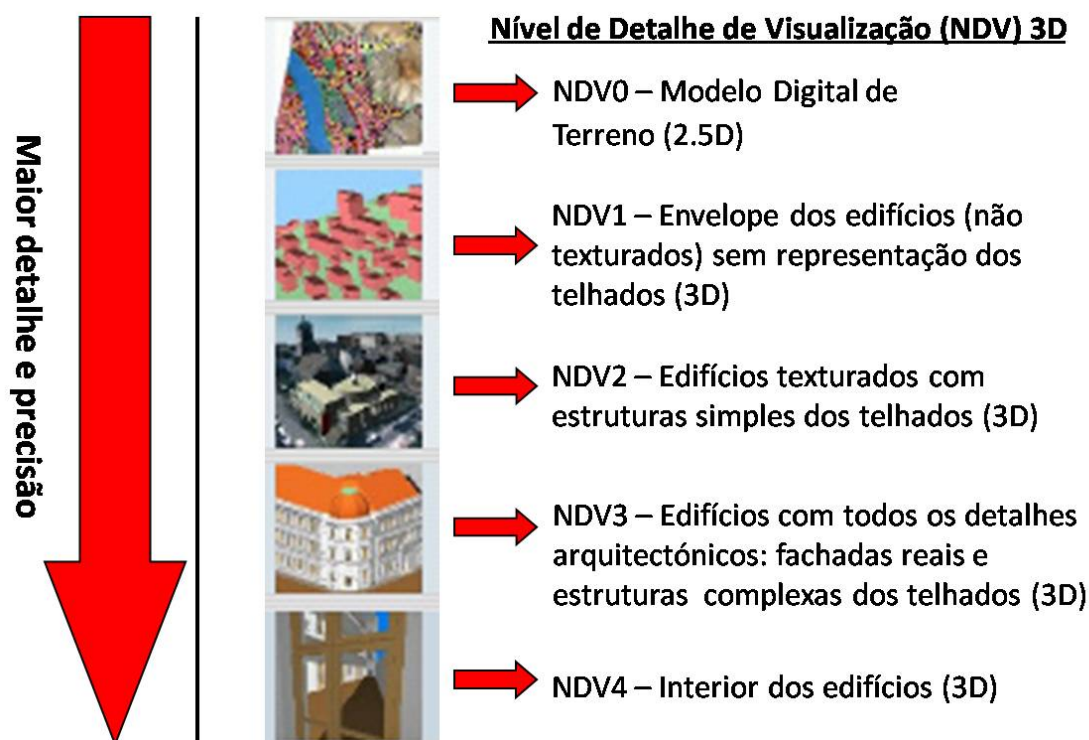 Nível de Detalhe de Visualização (NDV) 3D
Maior detalhe e precisão
NDV0 – Modelo Digital de
Terreno (2.5D)
NDV1 – Envelope dos edifícios (não
texturados) sem representação dos
telhados (3D)
NDV2 – Edifícios texturados com
estruturas simples dos telhados (3D)
NDV3 – Edifícios com todos os detalhes
arquitectónicos: fachadas reais e
estruturas complexas dos telhados (3D)
NDV4 – Interior dos edifícios (3D)